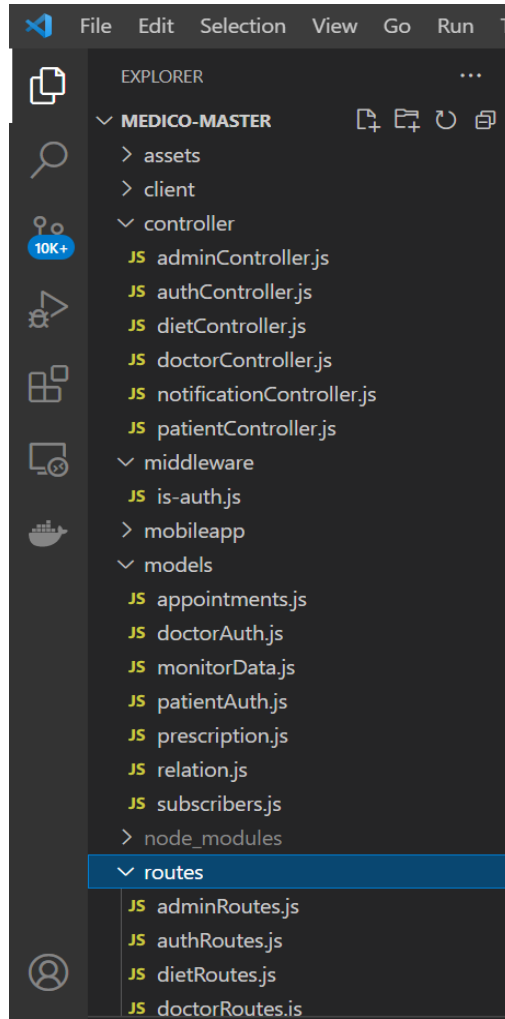 File Edit Selection View Go Run
EXPLORER
MEDICO-MASTER
assets
client
controller
JS adminController.js
JS authController.js
JS dietController.js
JS doctorController.js
JS notificationController.js
JS patientController.js
middleware
JS is-auth.js
mobileapp
models
JS appointments.js
JS doctorAuth.js
JS monitorData.js
JS patientAuth.js
JS prescription.js
JS relation.js
JS subscribers.js
node_modules
routes
JS adminRoutes.js
JS authRoutes.js
JS dietRoutes.js
JS doctorRoutes.js
10K+